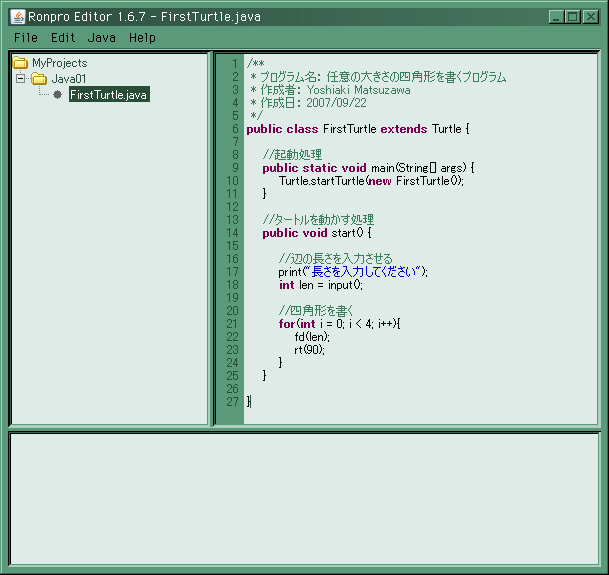 Ronpro Editor 1.6.7 - FirstTurtle.java
File Edit Java Help
MyProjects
Java01
FirstTurtle.java
1 /**
2 * プログラム名: 任意の大きさの四角形を書くプログラム
3 * 作成者: Yoshiaki Matsuzawa
4 * 作成日: 2007/09/22
5 */
6 public class FirstTurtle extends Turtle {
7
8 //起動処理
9 public static void main(String[] args) {
10 Turtle.startTurtle(new FirstTurtle());
11 }
12
13 //タートルを動かす処理
14 public void start() {
15
16 //辺の長さを入力させる
17 print("長さを入力してください");
18 int len = input();
19
20 //四角形を書く
21 for(int i = 0; i < 4; i++){
22 fd(len);
23 rt(90);
24 }
25 }
26
27 }